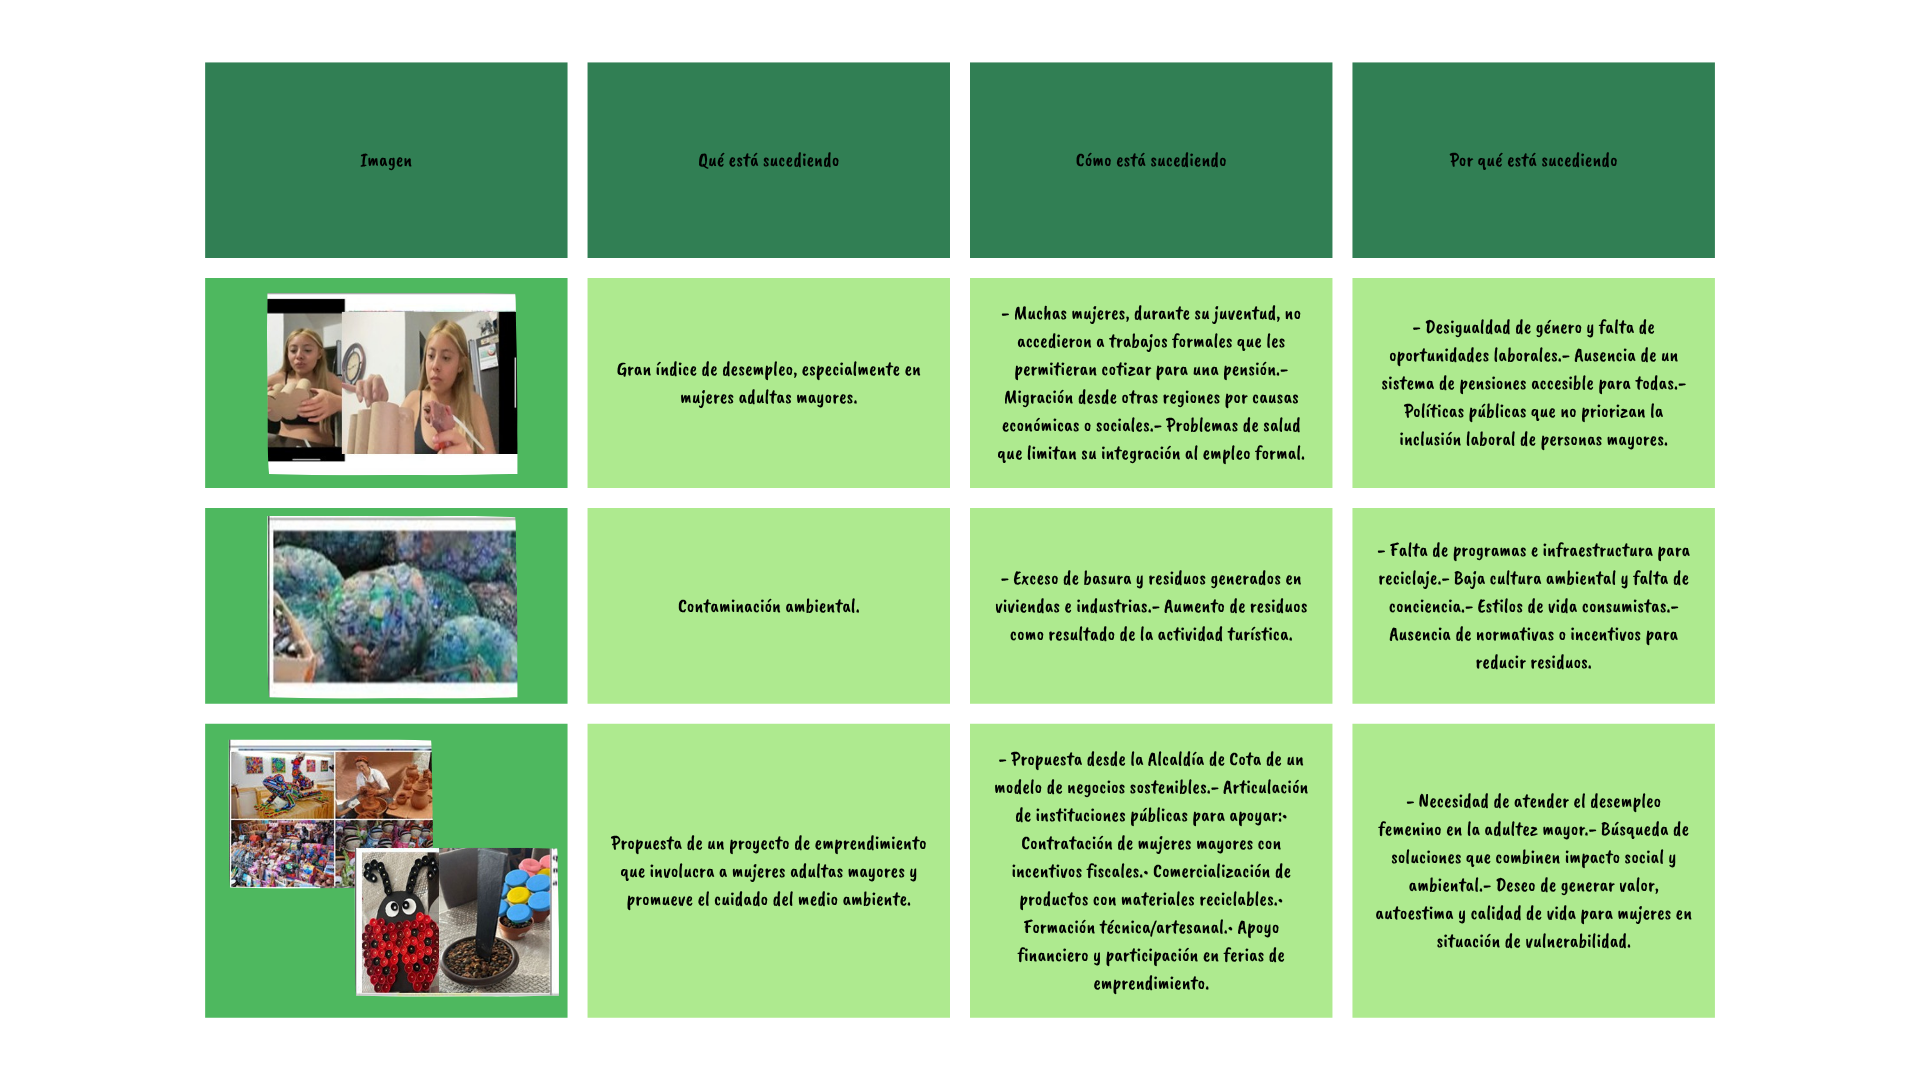 Imagen
Qué está sucediendo
Cómo está sucediendo
Por qué está sucediendo
Gran índice de desempleo, especialmente en
mujeres adultas mayores.
- Muchas mujeres, durante su juventud, no
accedieron a trabajos formales que les
permitieran cotizar para una pensión.-
Migración desde otras regiones por causas
económicas o sociales.- Problemas de salud
que limitan su integración al empleo formal.
- Desigualdad de género y falta de
oportunidades laborales.- Ausencia de un
sistema de pensiones accesible para todas.-
Políticas públicas que no priorizan la
inclusión laboral de personas mayores.
Contaminación ambiental.
- Exceso de basura y residuos generados en
viviendas e industrias.- Aumento de residuos
como resultado de la actividad turística.
- Falta de programas e infraestructura para
reciclaje.- Baja cultura ambiental y falta de
conciencia.- Estilos de vida consumistas.-
Ausencia de normativas o incentivos para
reducir residuos.
Propuesta de un proyecto de emprendimiento
que involucra a mujeres adultas mayores y
promueve el cuidado del medio ambiente.
- Propuesta desde la Alcaldía de Cota de un
modelo de negocios sostenibles.- Articulación
de instituciones públicas para apoyar:•
Contratación de mujeres mayores con
incentivos fiscales.• Comercialización de
productos con materiales reciclables.•
Formación técnica/artesanal.• Apoyo
financiero y participación en ferias de
emprendimiento.
- Necesidad de atender el desempleo
femenino en la adultez mayor.- Búsqueda de
soluciones que combinen impacto social y
ambiental.- Deseo de generar valor,
autoestima y calidad de vida para mujeres en
situación de vulnerabilidad.